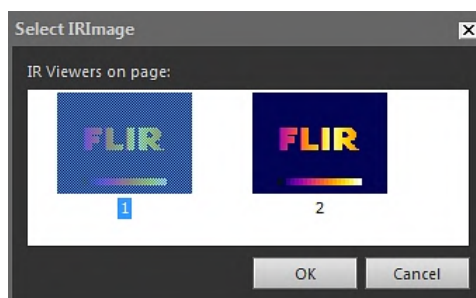 Select IRImage
IR Viewers on page:
FLIR FLIR
1 2
OK Cancel